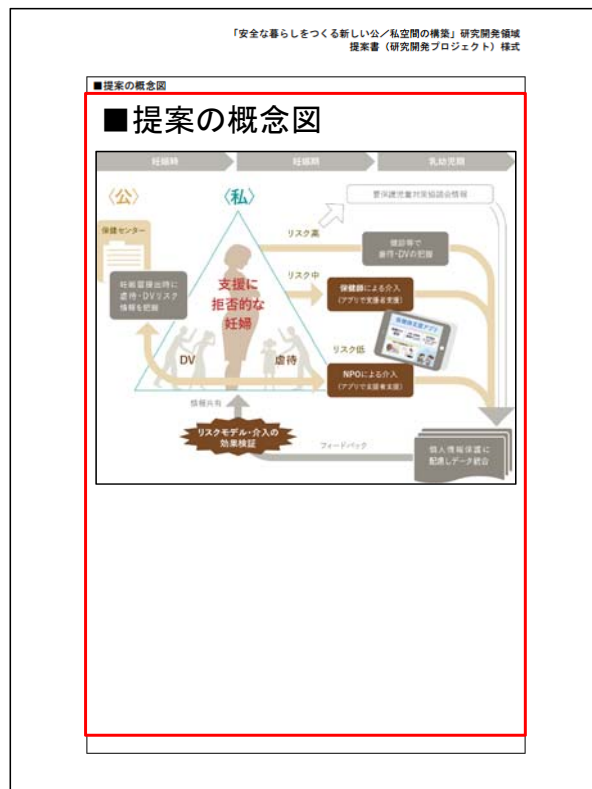 「安全な暮らしをつくる新しい公／私空間の構築」研究開発領域
提案書（研究開発プロジェクト）様式
■提案の概念図
■提案の概念図
妊娠時
妊娠期
乳幼児期
〈公〉
〈私〉
要保護児童対策協議会情報
保健センター
リスク高
健診等で
虐待・DVの把握
妊娠届提出時に
虐待・DVリスク
情報を把握
支援に
拒否的な
妊婦
リスク中
保健師による介入
（アプリで支援者支援）
リスク低
DV
虐待
NPOによる介入
（アプリで支援者支援）
情報共有
リスクモデル・介入の
効果検証
フィードバック
個人情報保護に
配慮しデータ統合